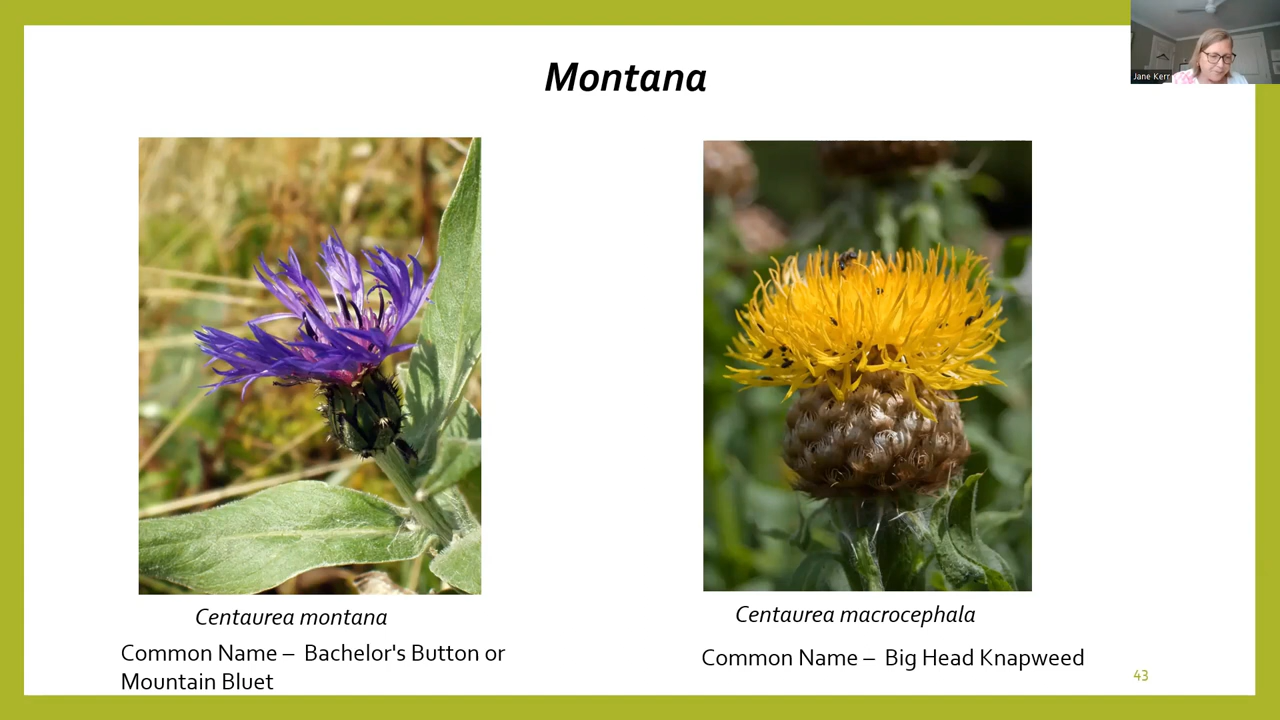 Montana
Jane Kerr
Centaurea montana
Common Name – Bachelor's Button or
Mountain Bluet
Centaurea macrocephala
Common Name – Big Head Knapweed
43